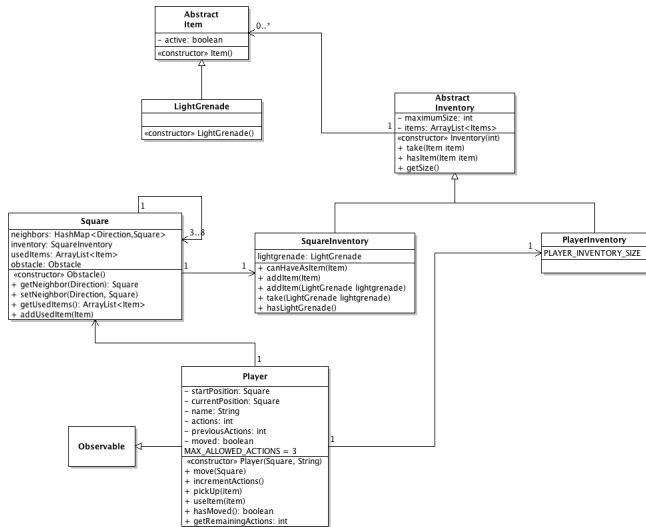 Abstract
Item
- active: boolean
«constructor» Item()
0..*
LightGrenade
«constructor» LightGrenade()
Abstract
Inventory
- maximumSize: int
- items: ArrayList<Items>
«constructor» Inventory(int)
+ take(Item item)
+ hasItem(Item item)
+ getSize()
1
1
3..8
Square
neighbors: HashMap<Direction,Square>
inventory: SquareInventory
usedItems: ArrayList<Item>
obstacle: Obstacle
«constructor» Obstacle()
+ getNeighbor(Direction): Square
+ setNeighbor(Direction, Square)
+ getUsedItems(): ArrayList<Item>
+ addUsedItem(Item)
1
1
SquareInventory
lightgrenade: LightGrenade
+ canHaveAsItem(Item)
+ addItem(Item)
+ addItem(LightGrenade lightgrenade)
+ take(LightGrenade lightgrenade)
+ hasLightGrenade()
1
PlayerInventory
PLAYER_INVENTORY_SIZE
1
Player
- startPosition: Square
- currentPosition: Square
- name: String
- actions: int
- previousActions: int
- moved: boolean
MAX_ALLOWED_ACTIONS = 3
«constructor» Player(Square, String)
+ move(Square)
+ incrementActions()
+ pickUp(item)
+ useItem(item)
+ hasMoved(): boolean
+ getRemainingActions: int
1
Observable